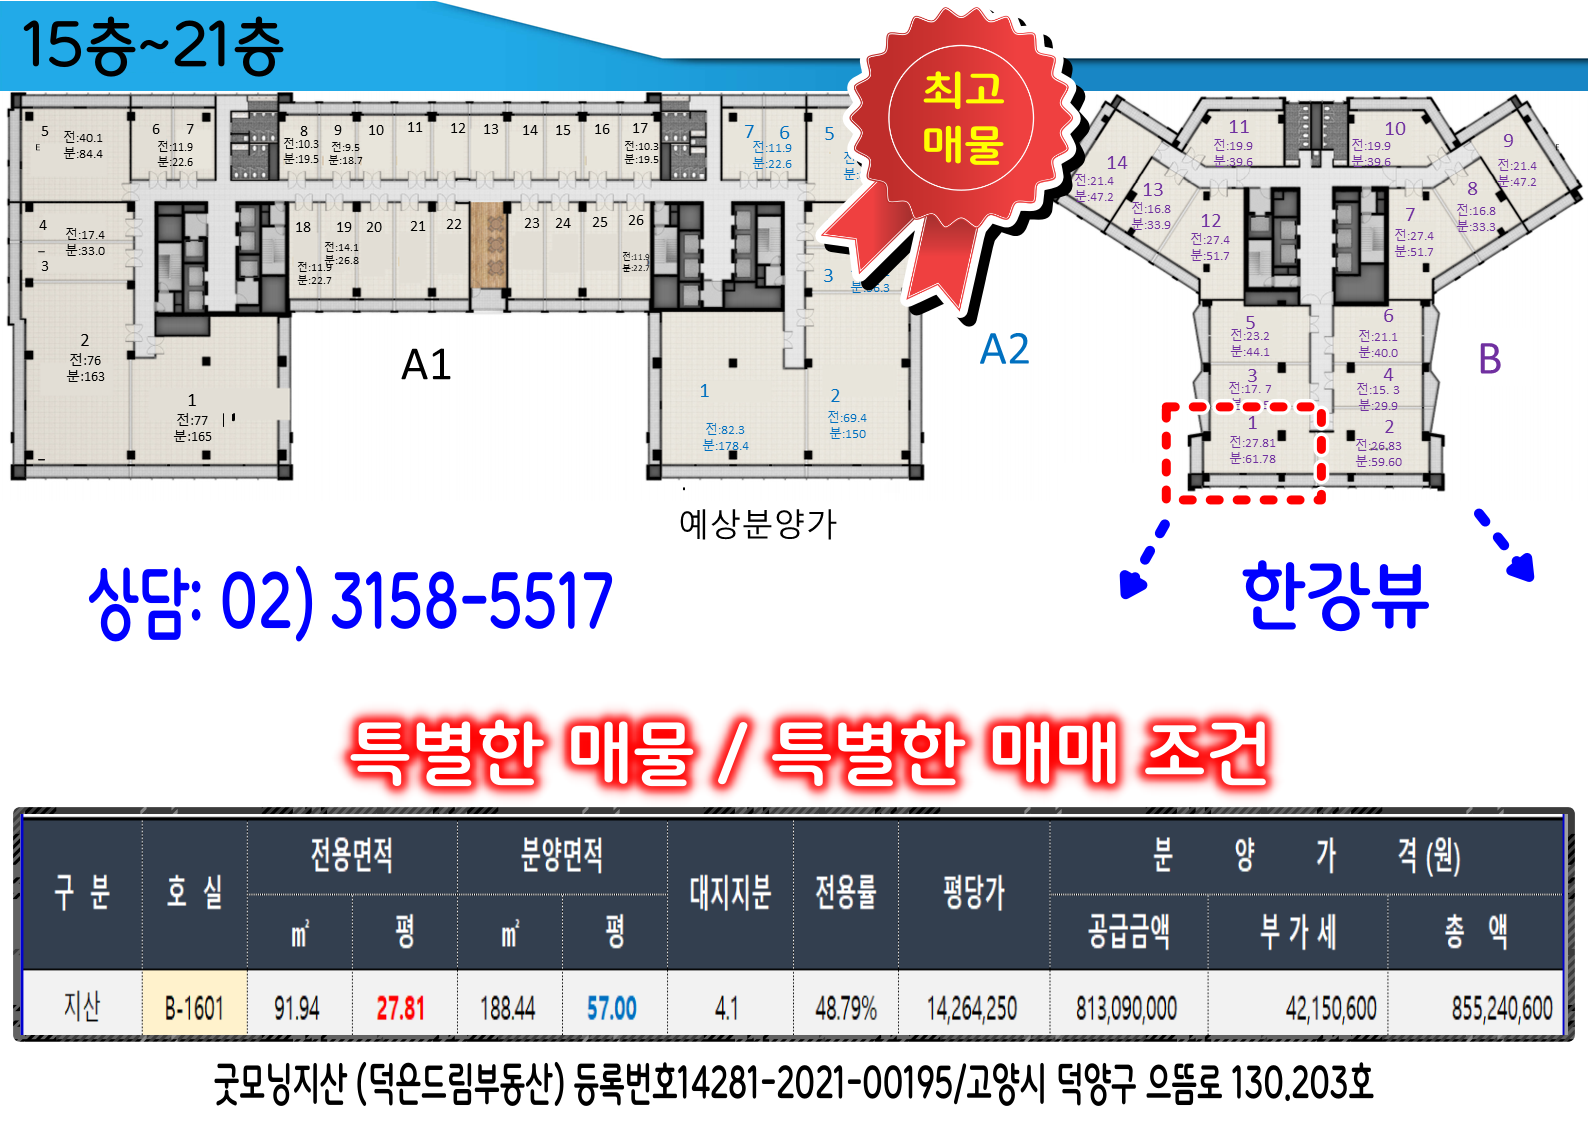 15층~21층
최고
매물
5
전:40.1
분:84.4
E
6
7
전:11.9
분:22.6
8
전:10.3
분:19.5
9
전:9.5
분:18.7
10
11
12
13
14
15
16
17
전:10.3
분:19.5
4
전:17.4
분:33.0
3
18
전:11.9
분:22.7
19
전:14.1
분:26.8
20
21
22
23
24
25
26
전:11.9
분:22.7
2
전:76
분:163
1
전:77
분:165
A1
7
6
전:11.9
분:22.6
5
3
1
전:82.3
분:178.4
2
전:69.4
분:150
A2
11
전:19.9
분:39.6
10
전:19.9
분:39.6
14
전:21.4
분:47.2
13
전:16.8
분:33.9
12
전:27.4
분:51.7
9
전:21.4
분:47.2
8
전:16.8
분:33.3
7
전:27.4
분:51.7
5
전:23.2
분:44.1
6
전:21.1
분:40.0
3
전:17. 7
4
전:15. 3
분:29.9
1
전:27.81
분:61.78
2
전:26.83
분:59.60
B
예상분양가
상담: 02) 3158-5517
한강뷰
특별한 매물 / 특별한 매매 조건
구 분 호 실 전용면적 분양면적 대지지분 전용률 평당가 분 양 가 격 (원)
㎡ 평 ㎡ 평 공급금액 부 가 세 총 액
지산 B-1601 91.94 27.81 188.44 57.00 4.1 48.79% 14,264,250 813,090,000 42,150,600 855,240,600
굿모닝지산 (덕은드림부동산) 등록번호14281-2021-00195/고양시 덕양구 으뜸로 130.203호